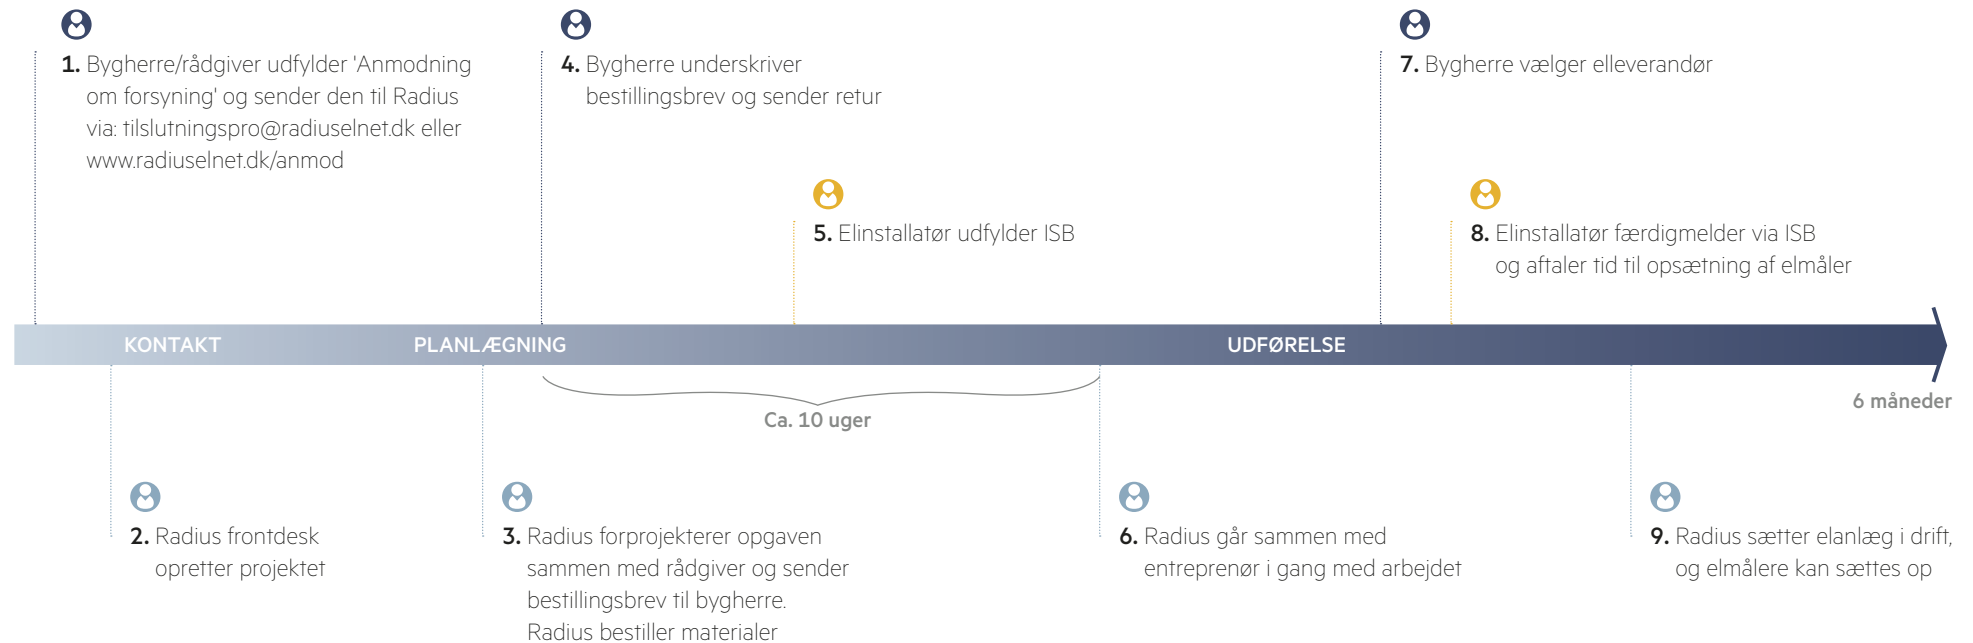 1. Bygherre/rådgiver udfylder 'Anmodning
om forsyning' og sender den til Radius
via: tilslutningspro@radiuselnet.dk eller
www.radiuselnet.dk/anmod
4. Bygherre underskriver
bestillingsbrev og sender retur
7. Bygherre vælger elleverandør
5. Elinstallatør udfylder ISB
8. Elinstallatør færdigmelder via ISB
og aftaler tid til opsætning af elmåler
KONTAKT
PLANLÆGNING
UDFØRELSE
Ca. 10 uger
6 måneder
2. Radius frontdesk
opretter projektet
3. Radius forprojekterer opgaven
sammen med rådgiver og sender
bestillingsbrev til bygherre.
Radius bestiller materialer
6. Radius går sammen med
entreprenør i gang med arbejdet
9. Radius sætter elanlæg i drift,
og elmålere kan sættes op